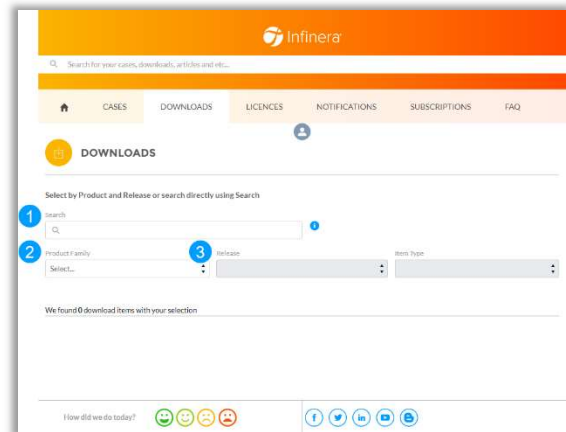 Infinera
Search for your cases, downloads, articles and etc...
CASES DOWNLOADS LICENCES NOTIFICATIONS SUBSCRIPTIONS FAQ
DOWNLOADS
Select by Product and Release or search directly using Search
1 Search
2 Product Family 3 Release Item Type
Select...
We found 0 download items with your selection
How did we do today?